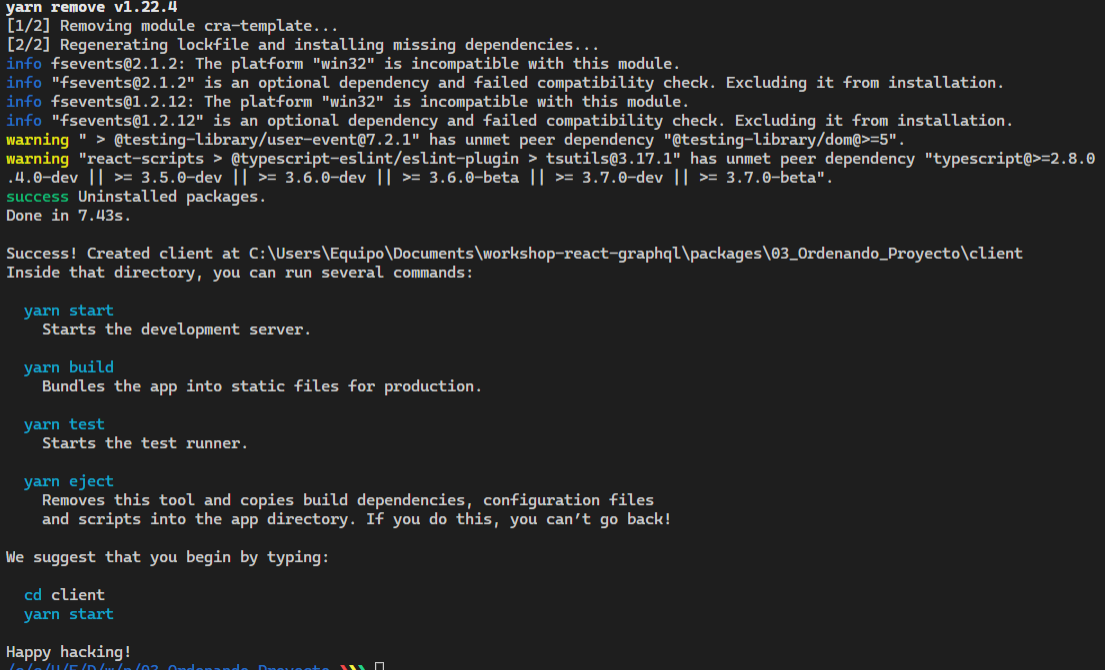 yarn remove v1.22.4
[1/2] Removing module cra-template...
[2/2] Regenerating lockfile and installing missing dependencies...
info fsevents@2.1.2: The platform "win32" is incompatible with this module.
info "fsevents@2.1.2" is an optional dependency and failed compatibility check. Excluding it from installation.
info fsevents@1.2.12: The platform "win32" is incompatible with this module.
info "fsevents@1.2.12" is an optional dependency and failed compatibility check. Excluding it from installation.
warning " > @testing-library/user-event@7.2.1" has unmet peer dependency "@testing-library/dom@>=5".
warning "react-scripts > @typescript-eslint/eslint-plugin > tsutils@3.17.1" has unmet peer dependency "typescript@>=2.8.0
.4.0-dev || >= 3.5.0-dev || >= 3.6.0-dev || >= 3.6.0-beta || >= 3.7.0-dev || >= 3.7.0-beta".
success Uninstalled packages.
Done in 7.43s.
Success! Created client at C:\Users\Equipo\Documents\workshop-react-graphql\packages\03_Ordenando_Proyecto\client
Inside that directory, you can run several commands:
yarn start
Starts the development server.
yarn build
Bundles the app into static files for production.
yarn test
Starts the test runner.
yarn eject
Removes this tool and copies build dependencies, configuration files
and scripts into the app directory. If you do this, you can't go back!
We suggest that you begin by typing:
cd client
yarn start
Happy hacking!
/c/c/U/E/D/w/p/03_Ordenando_Proyecto ❯❯❯